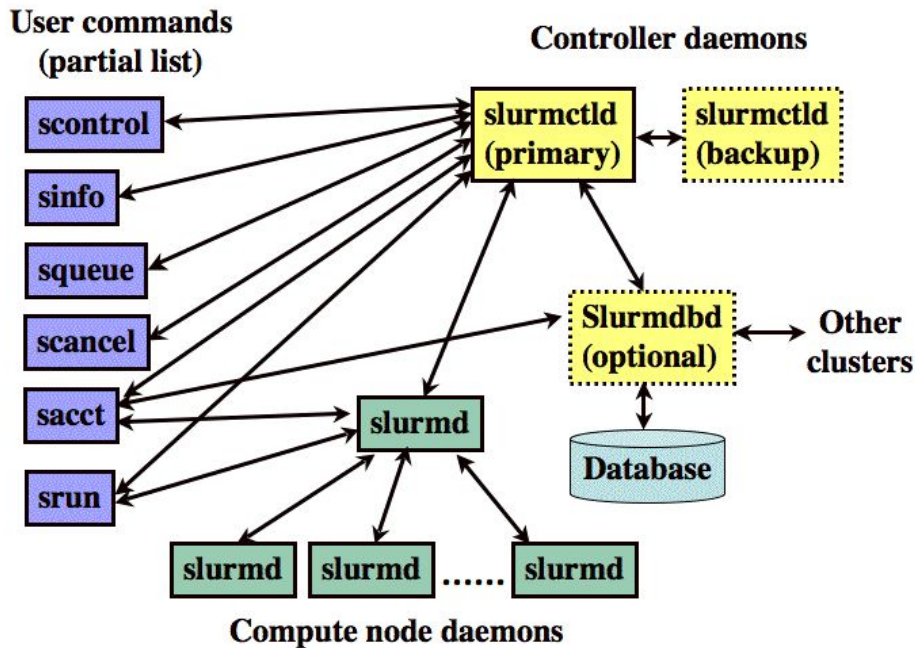 User commands
(partial list)
Controller daemons
scontrol
sinfo
squeue
scancel
sacct
srun
slurmctld
(primary)
slurmctld
(backup)
Slurmdbd
(optional)
Other
clusters
Database
slurmd
slurmd
slurmd
......
slurmd
Compute node daemons